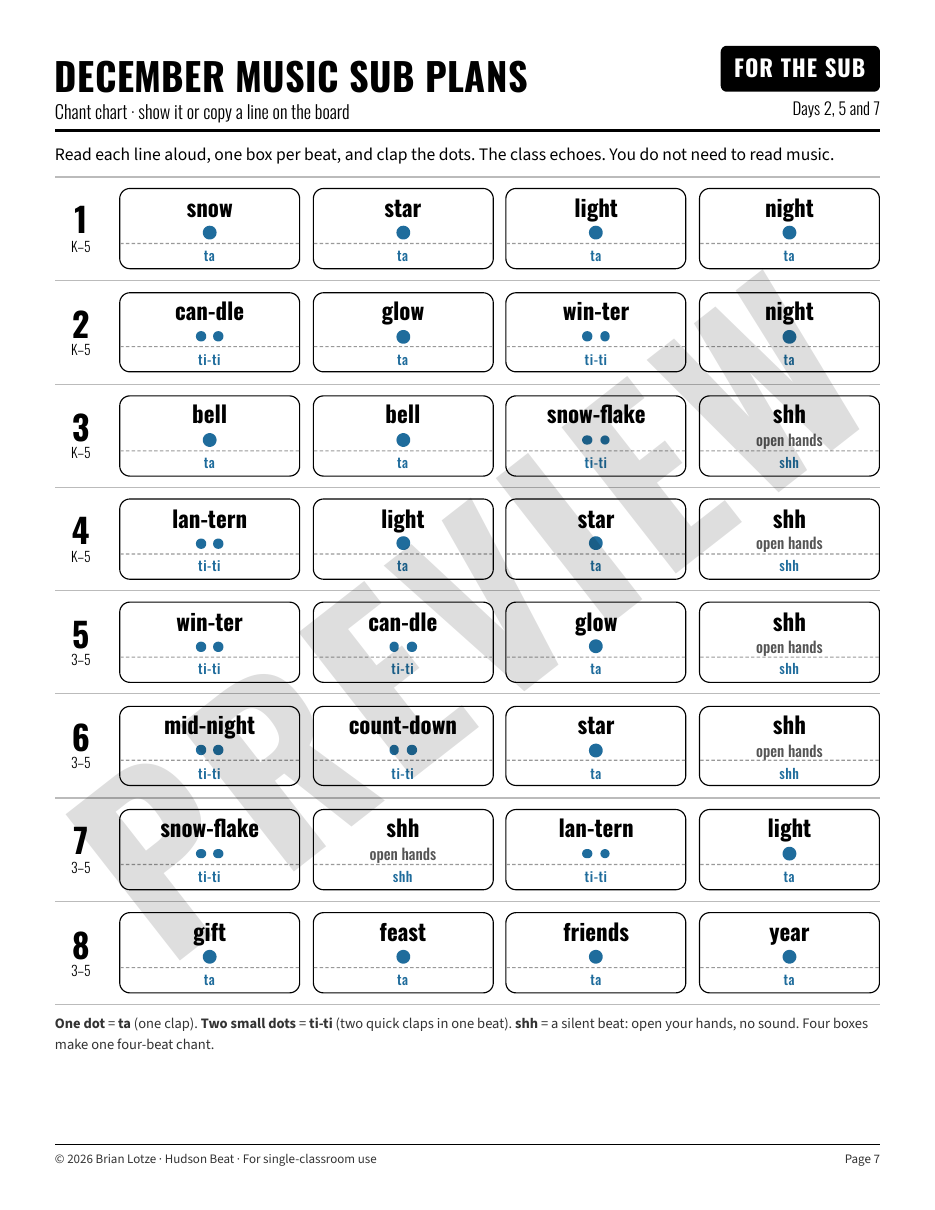 DECEMBER MUSIC SUB PLANS
FOR THE SUB
Chant chart · show it or copy a line on the board
Days 2, 5 and 7
Read each line aloud, one box per beat, and clap the dots. The class echoes. You do not need to read music.
1 snow star light night
K–5 ta ta ta ta
2 can-dle glow win-ter night
K–5 ti-ti ta ti-ti ta
3 bell bell snow-flake shh
open hands
K–5 ta ta ti-ti shh
4 lan-tern light star shh
open hands
K–5 ti-ti ta ta shh
5 win-ter can-dle glow shh
open hands
3–5 ti-ti ti-ti ta shh
6 mid-night count-down star shh
open hands
3–5 ti-ti ti-ti ta shh
7 snow-flake shh lan-tern light
open hands
3–5 ti-ti shh ti-ti ta
8 gift feast friends year
3–5 ta ta ta ta
PREVIEW
One dot = ta (one clap). Two small dots = ti-ti (two quick claps in one beat). shh = a silent beat: open your hands, no sound. Four boxes
make one four-beat chant.
© 2026 Brian Lotze · Hudson Beat · For single-classroom use
Page 7